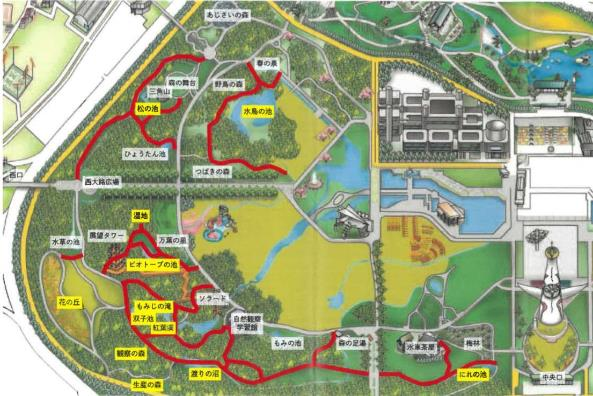 あじさいの森
春の泉
森の舞台
野鳥の森
三角山
松の池
水鳥の池
ひょうたん池
つばきの森
西口
西大路広場
湿地
水草の池
展望タワー
万葉の里
ビオトープの池
花の丘
ソラード
もみじの滝
双子池
紅葉渓
自然観察
学習館
もみの池
森の足湯
水車茶屋
梅林
観察の森
渡りの沼
にれの池
生産の森
中央口